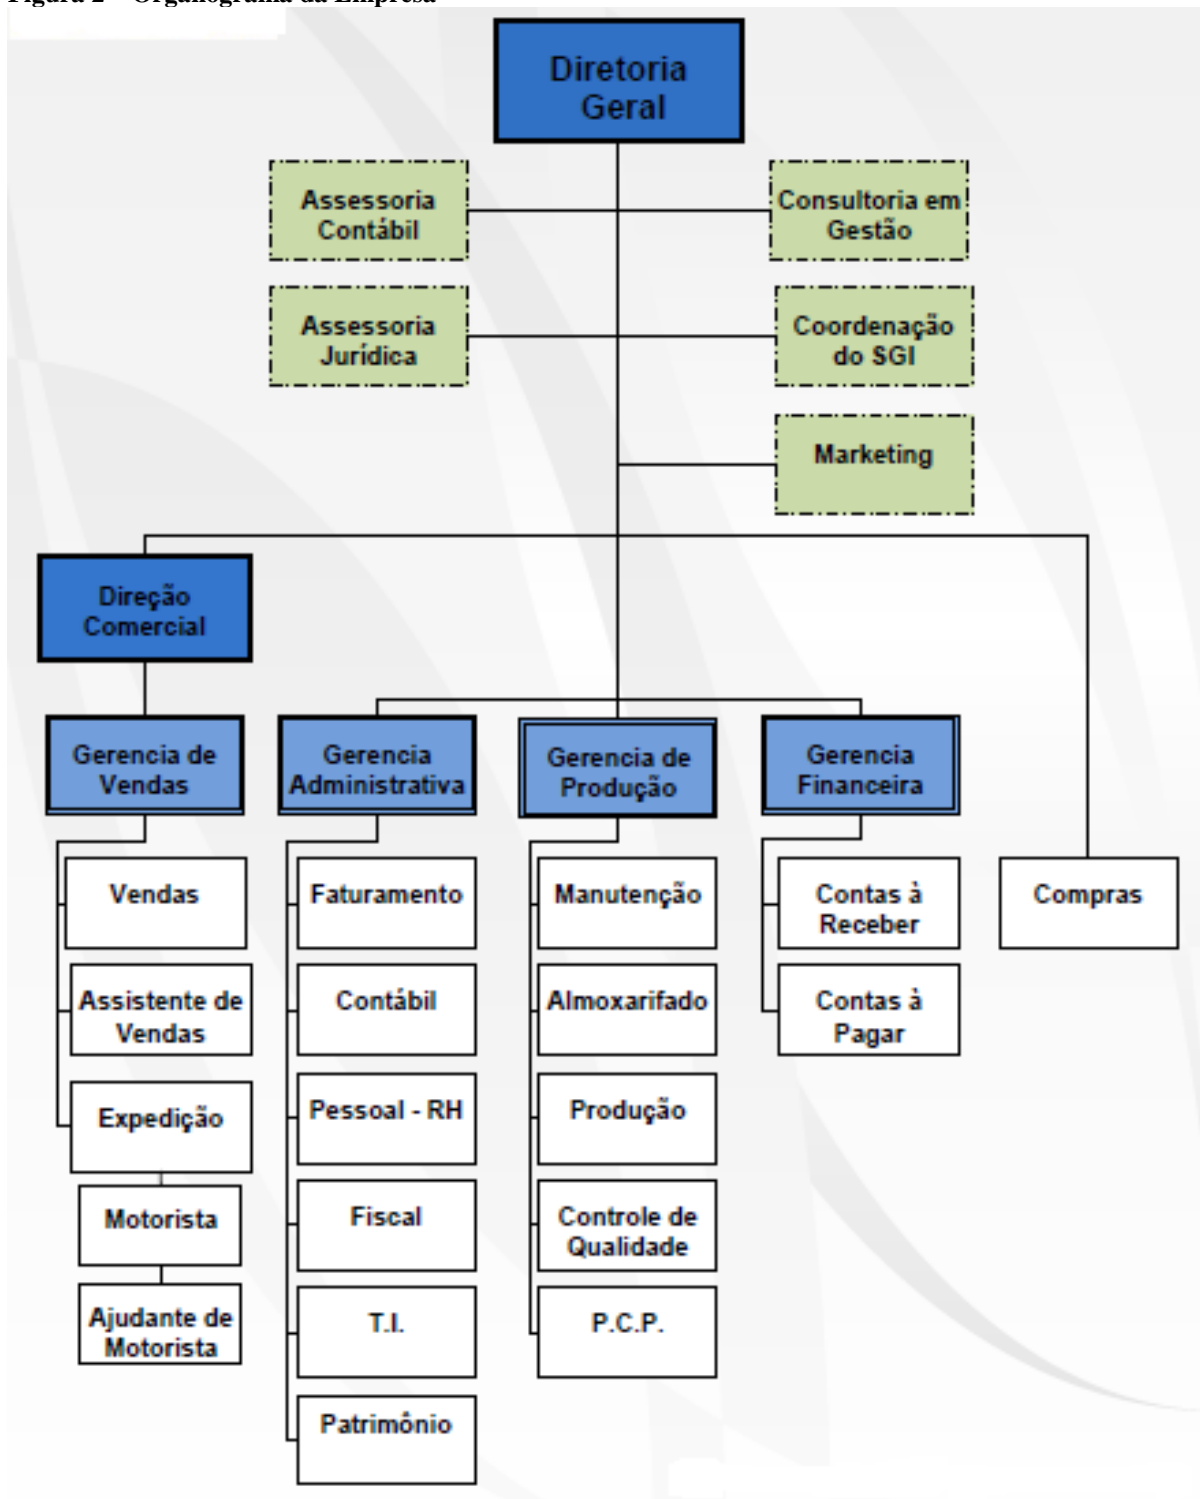 Figura 2 – Organograma da Empresa
Diretoria
Geral
Assessoria
Contábil
Consultoria em
Gestão
Assessoria
Jurídica
Coordenação
do SGI
Marketing
Direção
Comercial
Gerencia de
Vendas
Gerencia
Administrativa
Gerencia de
Produção
Gerencia
Financeira
Vendas
Assistente de
Vendas
Expedição
Motorista
Ajudante de
Motorista
Faturamento
Contábil
Pessoal - RH
Fiscal
T.I.
Patrimônio
Manutenção
Almoxarifado
Produção
Controle de
Qualidade
P.C.P.
Contas à
Receber
Contas à
Pagar
Compras